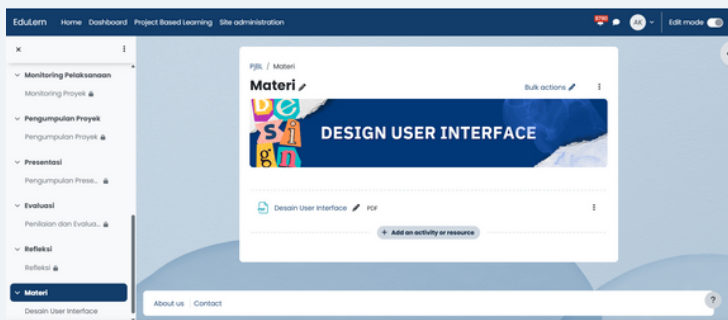 EduLern Home Dashboard Project Based Learning Site administration AK Edit mode
Monitoring Pelaksanaan
Monitoring Proyek
Pengumpulan Proyek
Pengumpulan Proyek
Presentasi
Pengumpulan Prese...
Evaluasi
Penilaian dan Evalua...
Refleksi
Refleksi
Materi
Desain User Interface
PjBL / Materi
Materi
Bulk actions
Design
DESIGN USER INTERFACE
Desain User Interface PDF
+ Add an activity or resource
About us Contact
?